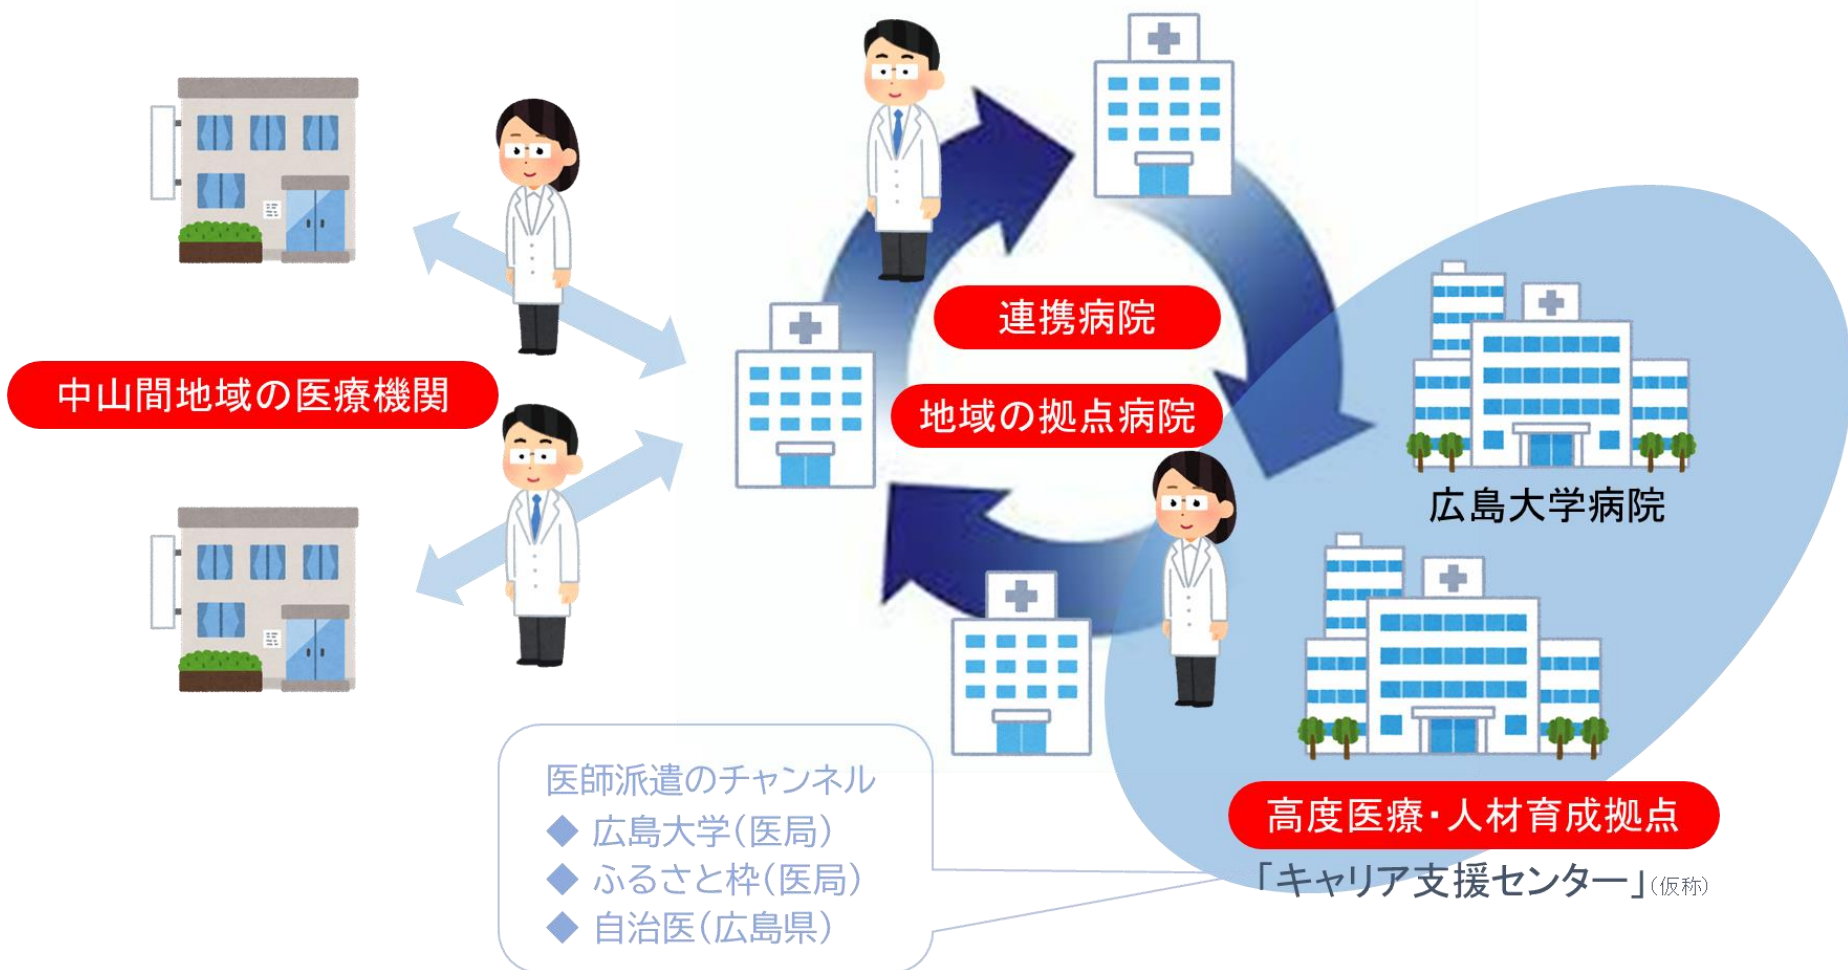 連携病院
中山間地域の医療機関
地域の拠点病院
広島大学病院
医師派遣のチャンネル
◆ 広島大学(医局)
◆ ふるさと枠(医局)
◆ 自治医(広島県)
高度医療・人材育成拠点
「キャリア支援センター」(仮称)